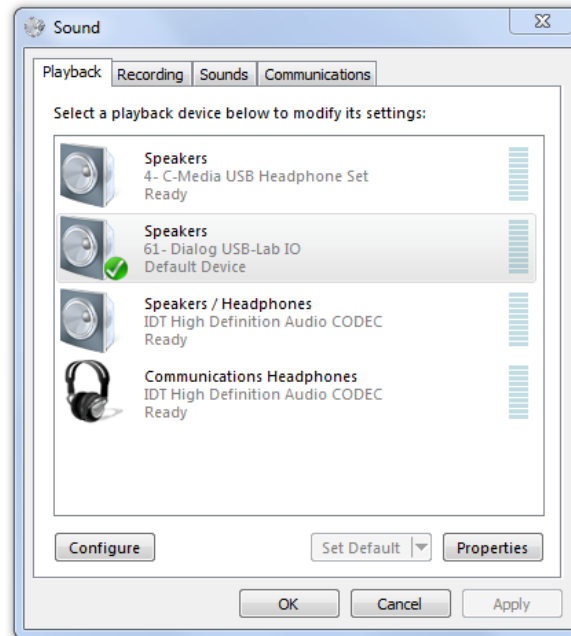 Sound
Playback Recording Sounds Communications
Select a playback device below to modify its settings:
Speakers
4- C-Media USB Headphone Set
Ready
Speakers
61- Dialog USB-Lab IO
Default Device
Speakers / Headphones
IDT High Definition Audio CODEC
Ready
Communications Headphones
IDT High Definition Audio CODEC
Ready
Configure Set Default Properties
OK Cancel Apply